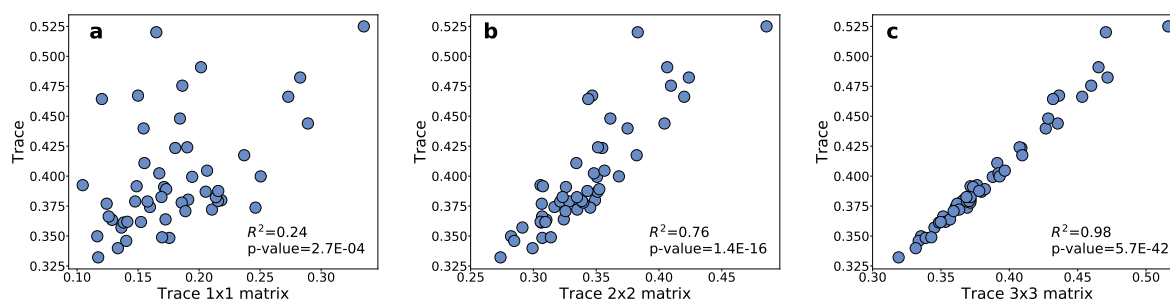 a
0.525
0.500
0.475
0.450
0.425
0.400
0.375
0.350
0.325
Trace
R²=0.24
p-value=2.7E-04
0.10 0.15 0.20 0.25 0.30
Trace 1x1 matrix
b
0.525
0.500
0.475
0.450
0.425
0.400
0.375
0.350
0.325
Trace
R²=0.76
p-value=1.4E-16
0.25 0.30 0.35 0.40 0.45
Trace 2x2 matrix
c
0.525
0.500
0.475
0.450
0.425
0.400
0.375
0.350
0.325
Trace
R²=0.98
p-value=5.7E-42
0.30 0.35 0.40 0.45 0.50
Trace 3x3 matrix